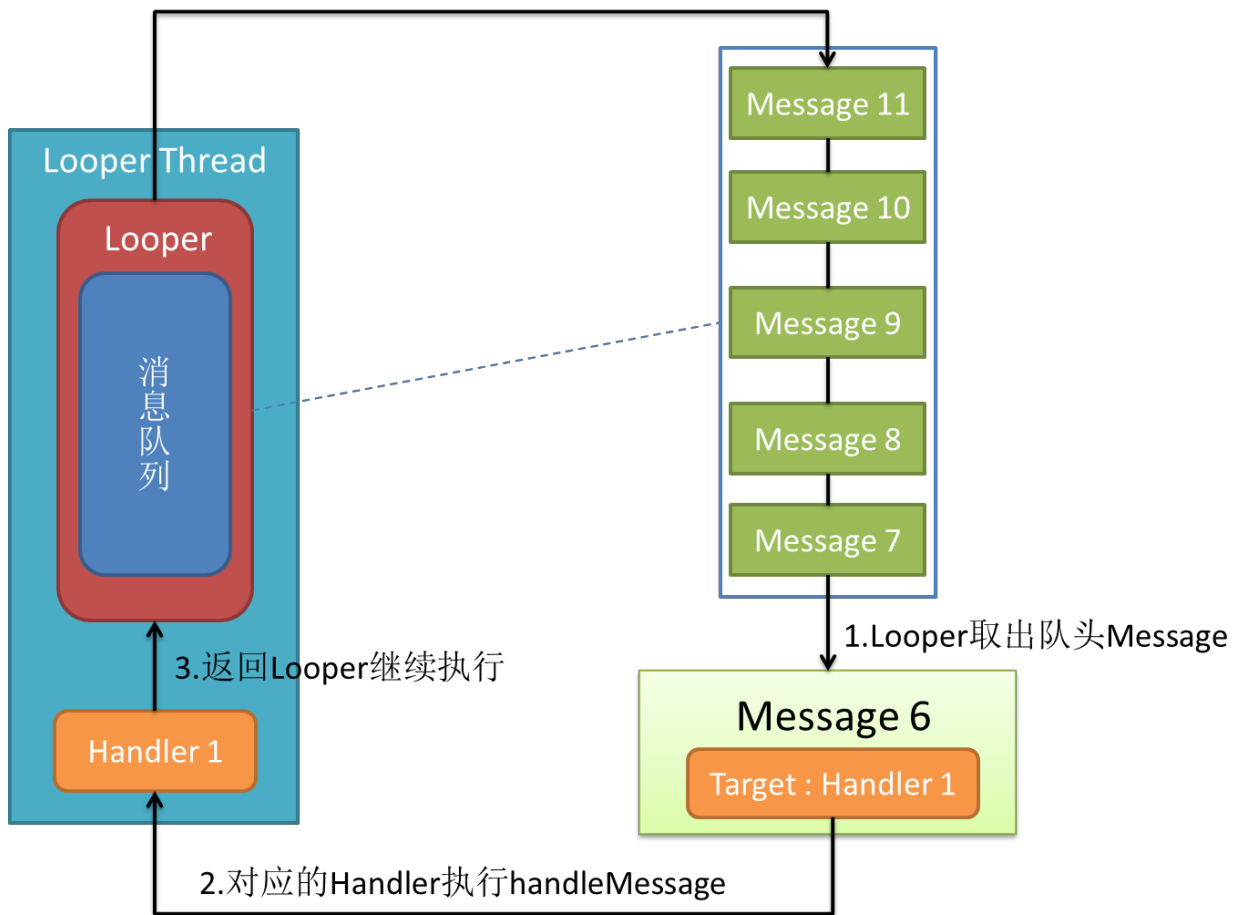 Looper Thread
Looper
消
息
队
列
3.返回Looper继续执行
Handler 1
Message 11
Message 10
Message 9
Message 8
Message 7
1.Looper取出队头Message
Message 6
Target : Handler 1
2.对应的Handler执行handleMessage